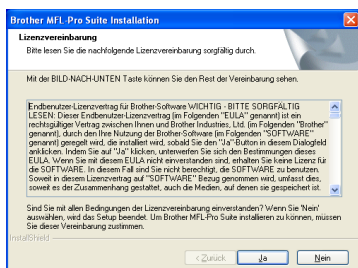 Brother MFL-Pro Suite Installation
Lizenzvereinbarung
Bitte lesen Sie die nachfolgende Lizenzvereinbarung sorgfältig durch.
Mit der BILD-NACH-UNTEN Taste können Sie den Rest der Vereinbarung sehen.
Endbenutzer-Lizenzvertrag für Brother-Software WICHTIG - BITTE SORGFÄLTIG
LESEN: Dieser Endbenutzer-Lizenzvertrag (im Folgenden "EULA" genannt) ist ein
rechtsgültiger Vertrag zwischen Ihnen und Brother Industries, Ltd. (im Folgenden "Brother"
genannt), durch den Ihre Nutzung der Brother-Software (im Folgenden "SOFTWARE"
genannt) geregelt wird, die installiert wird, sobald Sie den "Ja"-Button in diesem Dialogfeld
anklicken. Indem Sie auf "Ja" klicken, unterwerfen Sie sich den Bestimmungen dieses
EULA. Wenn Sie mit diesem EULA nicht einverstanden sind, erhalten Sie keine Lizenz für
die SOFTWARE. In diesem Fall sind Sie nicht berechtigt, die SOFTWARE zu benutzen.
Soweit in diesem Lizenzvertrag auf "SOFTWARE" Bezug genommen wird, umfasst dies,
soweit es der Zusammenhang gestattet, auch die Medien, auf denen sie gespeichert ist.
Sind Sie mit allen Bedingungen der Lizenzvereinbarung einverstanden? Wenn Sie 'Nein'
auswählen, wird das Setup beendet. Um Brother MFL-Pro Suite installieren zu können, müssen
Sie dieser Vereinbarung zustimmen.
InstallShield
< Zurück
Ja
Nein